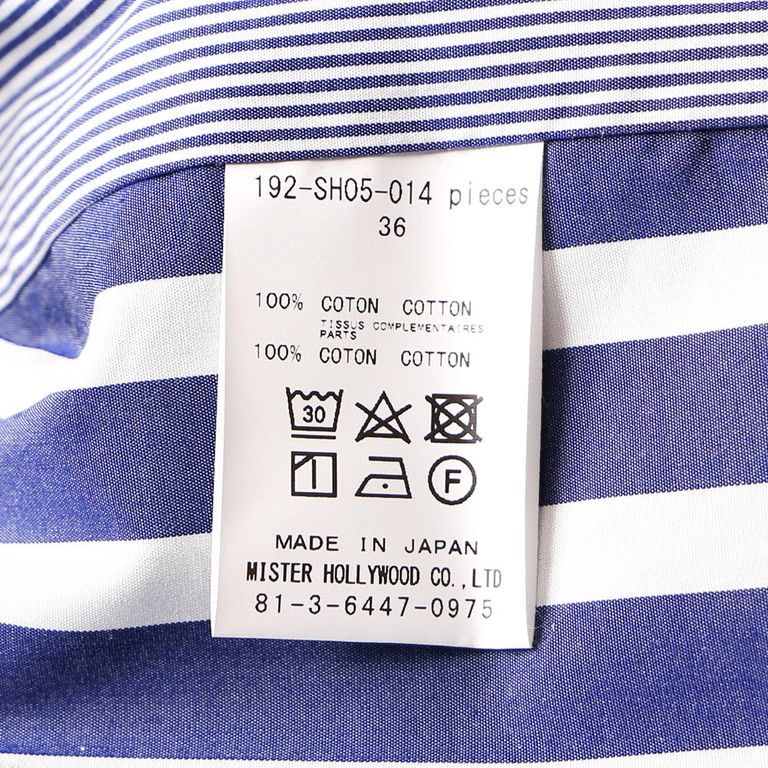 192-SH05-014 pieces
36
100% COTON COTTON
TISSUS COMPLEMENTAIRES
PARTS
100% COTON COTTON
30
F
MADE IN JAPAN
MISTER HOLLYWOOD CO.,LTD
81-3-6447-0975